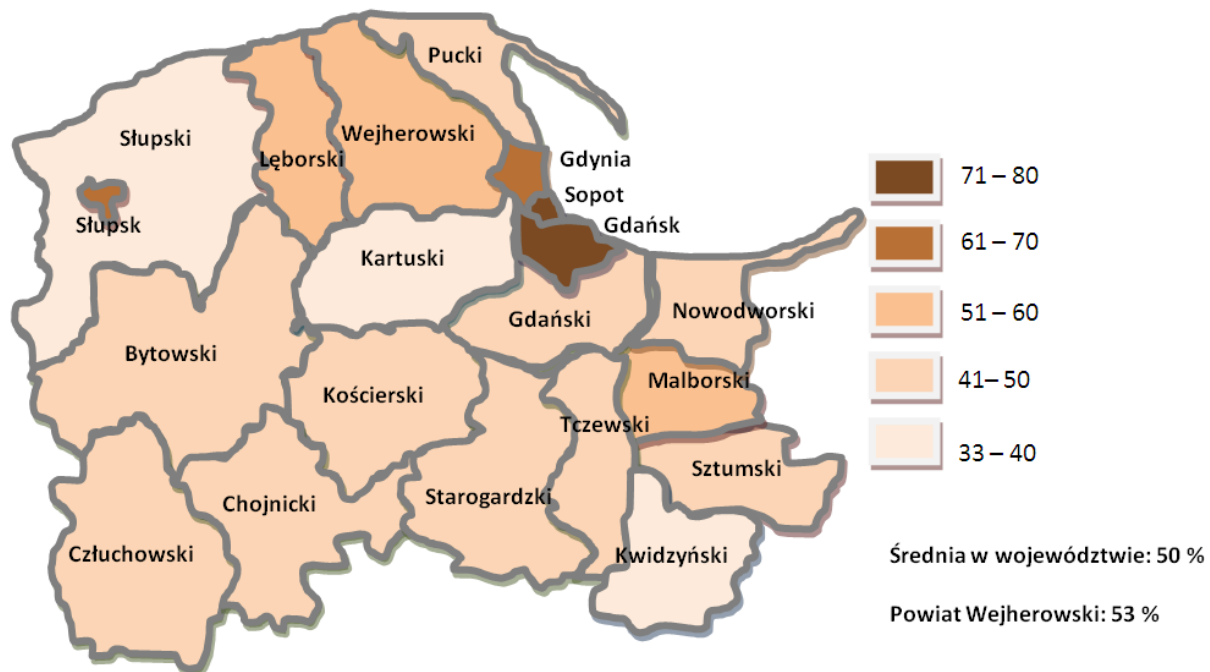 Pucki
Słupski
Wejherowski
Lęborski
Gdynia
Sopot
Słupsk
Gdańsk
Kartuski
Nowodworski
Gdański
Bytowski
Malborski
Kościerski
Tczewski
Sztumski
Starogardzki
Chojnicki
Człuchowski
Kwidzyński
71 – 80
61 – 70
51 – 60
41– 50
33 – 40
Średnia w województwie: 50 %
Powiat Wejherowski: 53 %